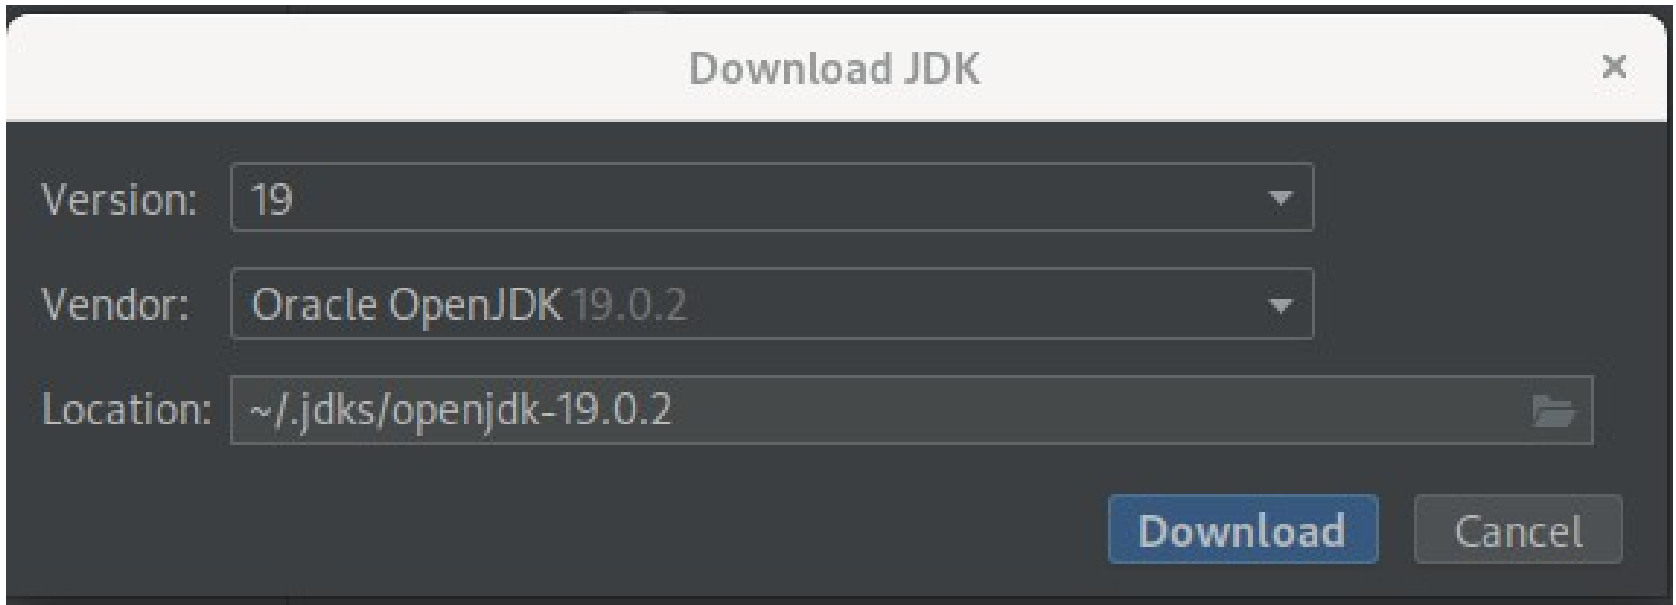 Download JDK
Version: 19
Vendor: Oracle OpenJDK 19.0.2
Location: ~/.jdks/openjdk-19.0.2
Download Cancel